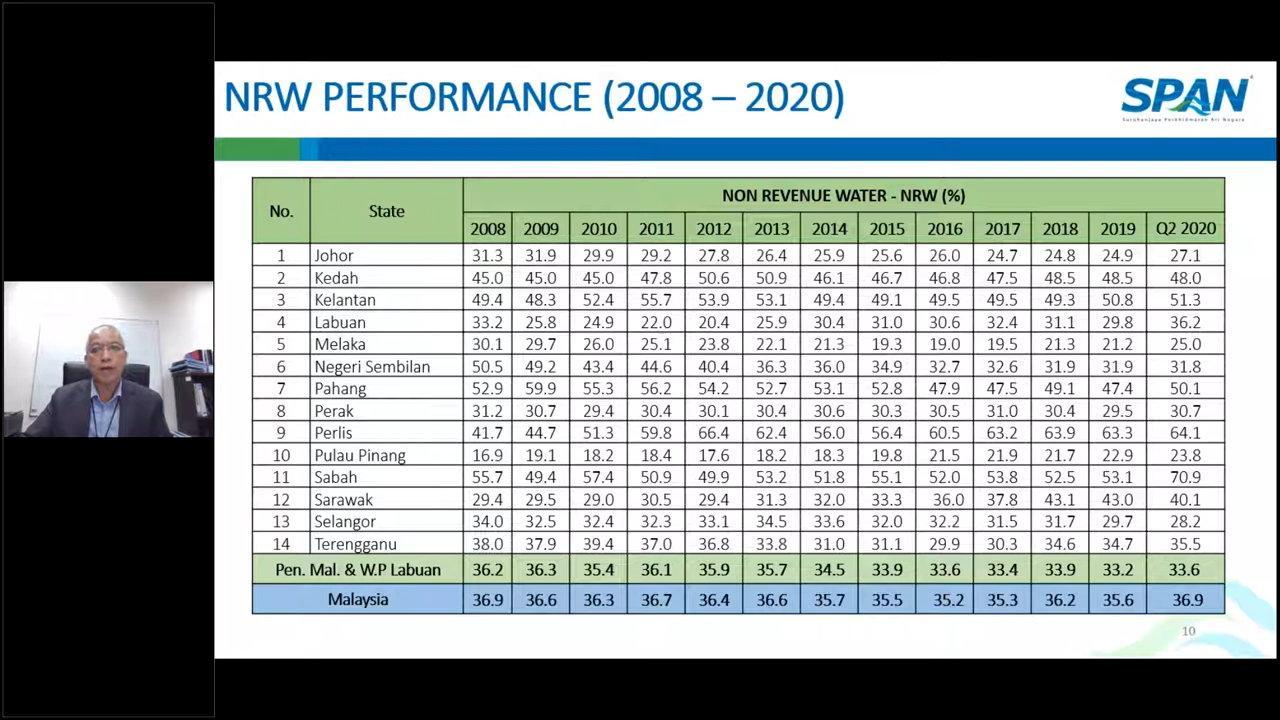 NRW PERFORMANCE (2008 – 2020)
SPAN
Suruhanjaya Perkhidmatan Air Negara
No. State NON REVENUE WATER - NRW (%)
2008 2009 2010 2011 2012 2013 2014 2015 2016 2017 2018 2019 Q2 2020
1 Johor 31.3 31.9 29.9 29.2 27.8 26.4 25.9 25.6 26.0 24.7 24.8 24.9 27.1
2 Kedah 45.0 45.0 45.0 47.8 50.6 50.9 46.1 46.7 46.8 47.5 48.5 48.5 48.0
3 Kelantan 49.4 48.3 52.4 55.7 53.9 53.1 49.4 49.1 49.5 49.5 49.3 50.8 51.3
4 Labuan 33.2 25.8 24.9 22.0 20.4 25.9 30.4 31.0 30.6 32.4 31.1 29.8 36.2
5 Melaka 30.1 29.7 26.0 25.1 23.8 22.1 21.3 19.3 19.0 19.5 21.3 21.2 25.0
6 Negeri Sembilan 50.5 49.2 43.4 44.6 40.4 36.3 36.0 34.9 32.7 32.6 31.9 31.9 31.8
7 Pahang 52.9 59.9 55.3 56.2 54.2 52.7 53.1 52.8 47.9 47.5 49.1 47.4 50.1
8 Perak 31.2 30.7 29.4 30.4 30.1 30.4 30.6 30.3 30.5 31.0 30.4 29.5 30.7
9 Perlis 41.7 44.7 51.3 59.8 66.4 62.4 56.0 56.4 60.5 63.2 63.9 63.3 64.1
10 Pulau Pinang 16.9 19.1 18.2 18.4 17.6 18.2 18.3 19.8 21.5 21.9 21.7 22.9 23.8
11 Sabah 55.7 49.4 57.4 50.9 49.9 53.2 51.8 55.1 52.0 53.8 52.5 53.1 70.9
12 Sarawak 29.4 29.5 29.0 30.5 29.4 31.3 32.0 33.3 36.0 37.8 43.1 43.0 40.1
13 Selangor 34.0 32.5 32.4 32.3 33.1 34.5 33.6 32.0 32.2 31.5 31.7 29.7 28.2
14 Terengganu 38.0 37.9 39.4 37.0 36.8 33.8 31.0 31.1 29.9 30.3 34.6 34.7 35.5
Pen. Mal. & W.P Labuan 36.2 36.3 35.4 36.1 35.9 35.7 34.5 33.9 33.6 33.4 33.9 33.2 33.6
Malaysia 36.9 36.6 36.3 36.7 36.4 36.6 35.7 35.5 35.2 35.3 36.2 35.6 36.9
10